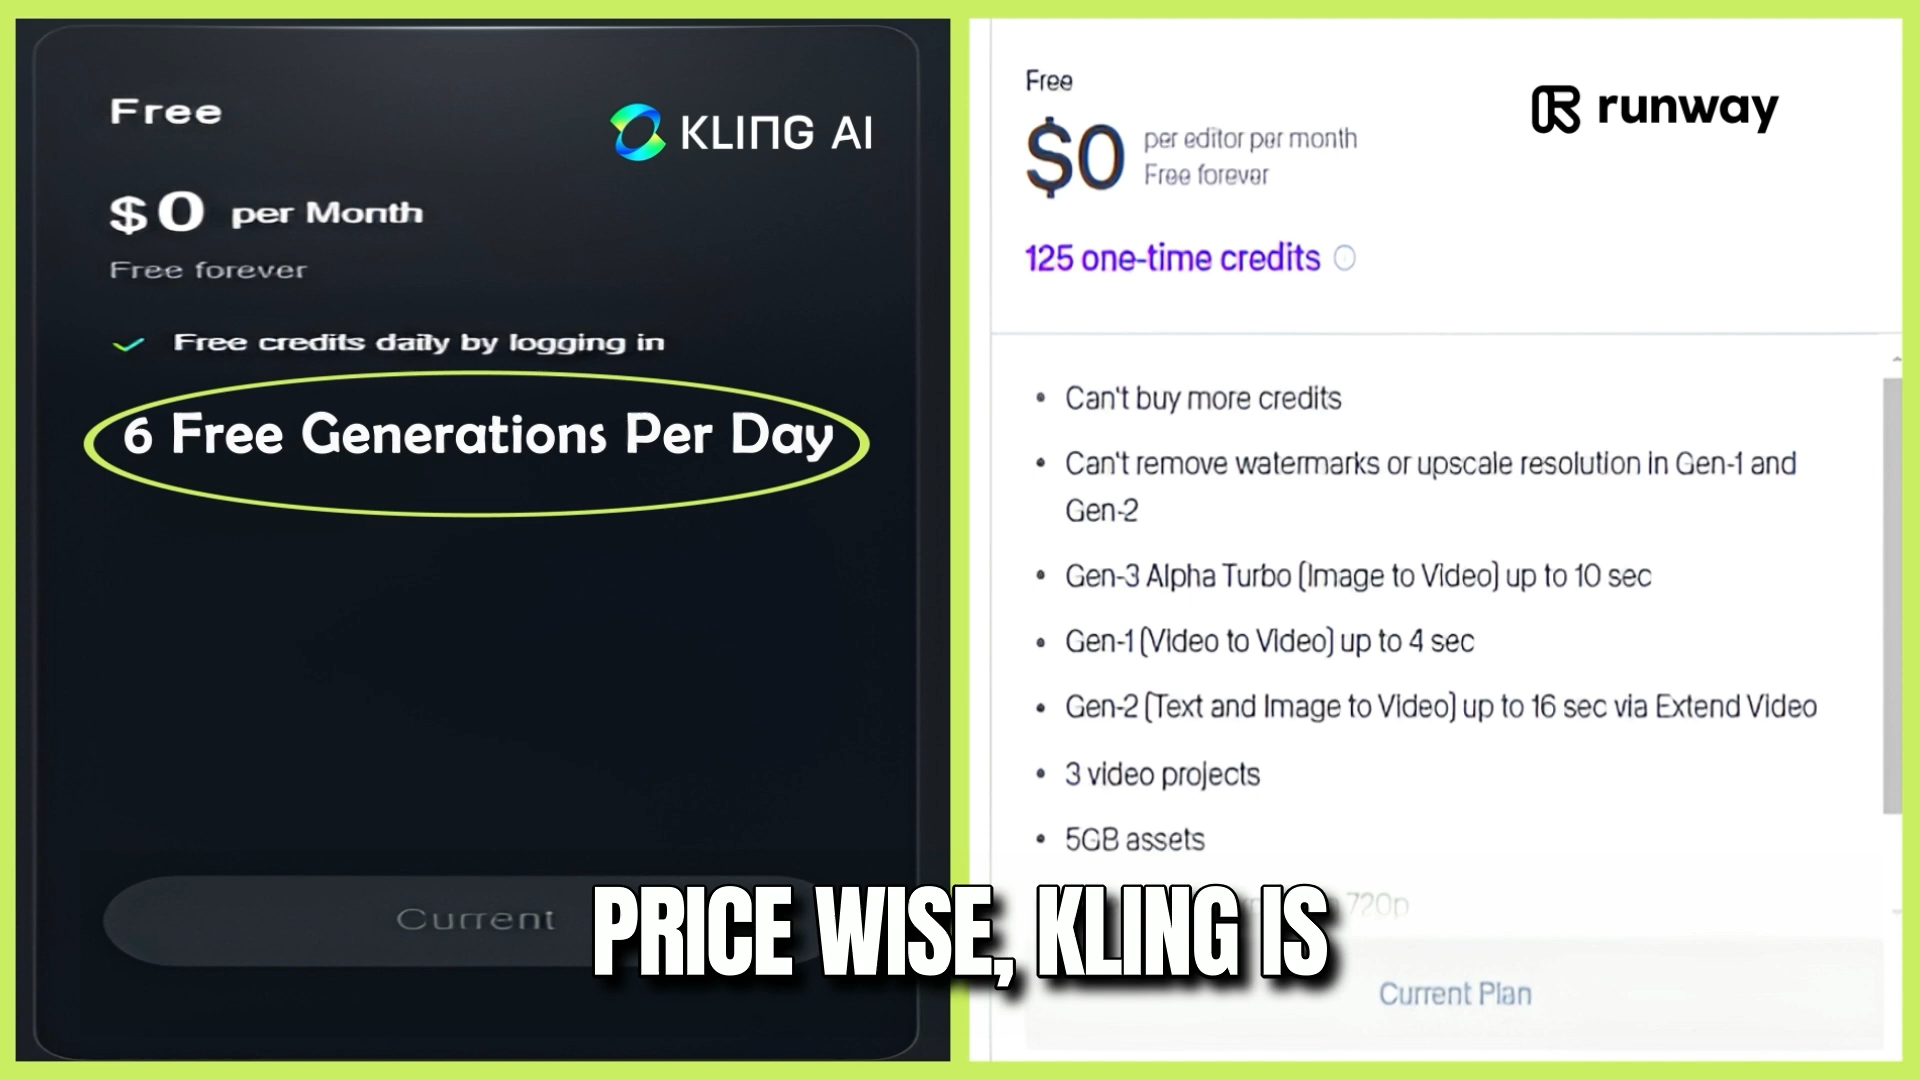 Free
KLING AI
$0 per Month
Free forever
Free credits daily by logging in
6 Free Generations Per Day
Current
Free
$0 per editor per month
Free forever
runway
125 one-time credits
Can't buy more credits
Can't remove watermarks or upscale resolution in Gen-1 and
Gen-2
Gen-3 Alpha Turbo (Image to Video) up to 10 sec
Gen-1 (Video to Video) up to 4 sec
Gen-2 (Text and Image to Video) up to 16 sec via Extend Video
3 video projects
5GB assets
720p
Current Plan
PRICE WISE, KLING IS